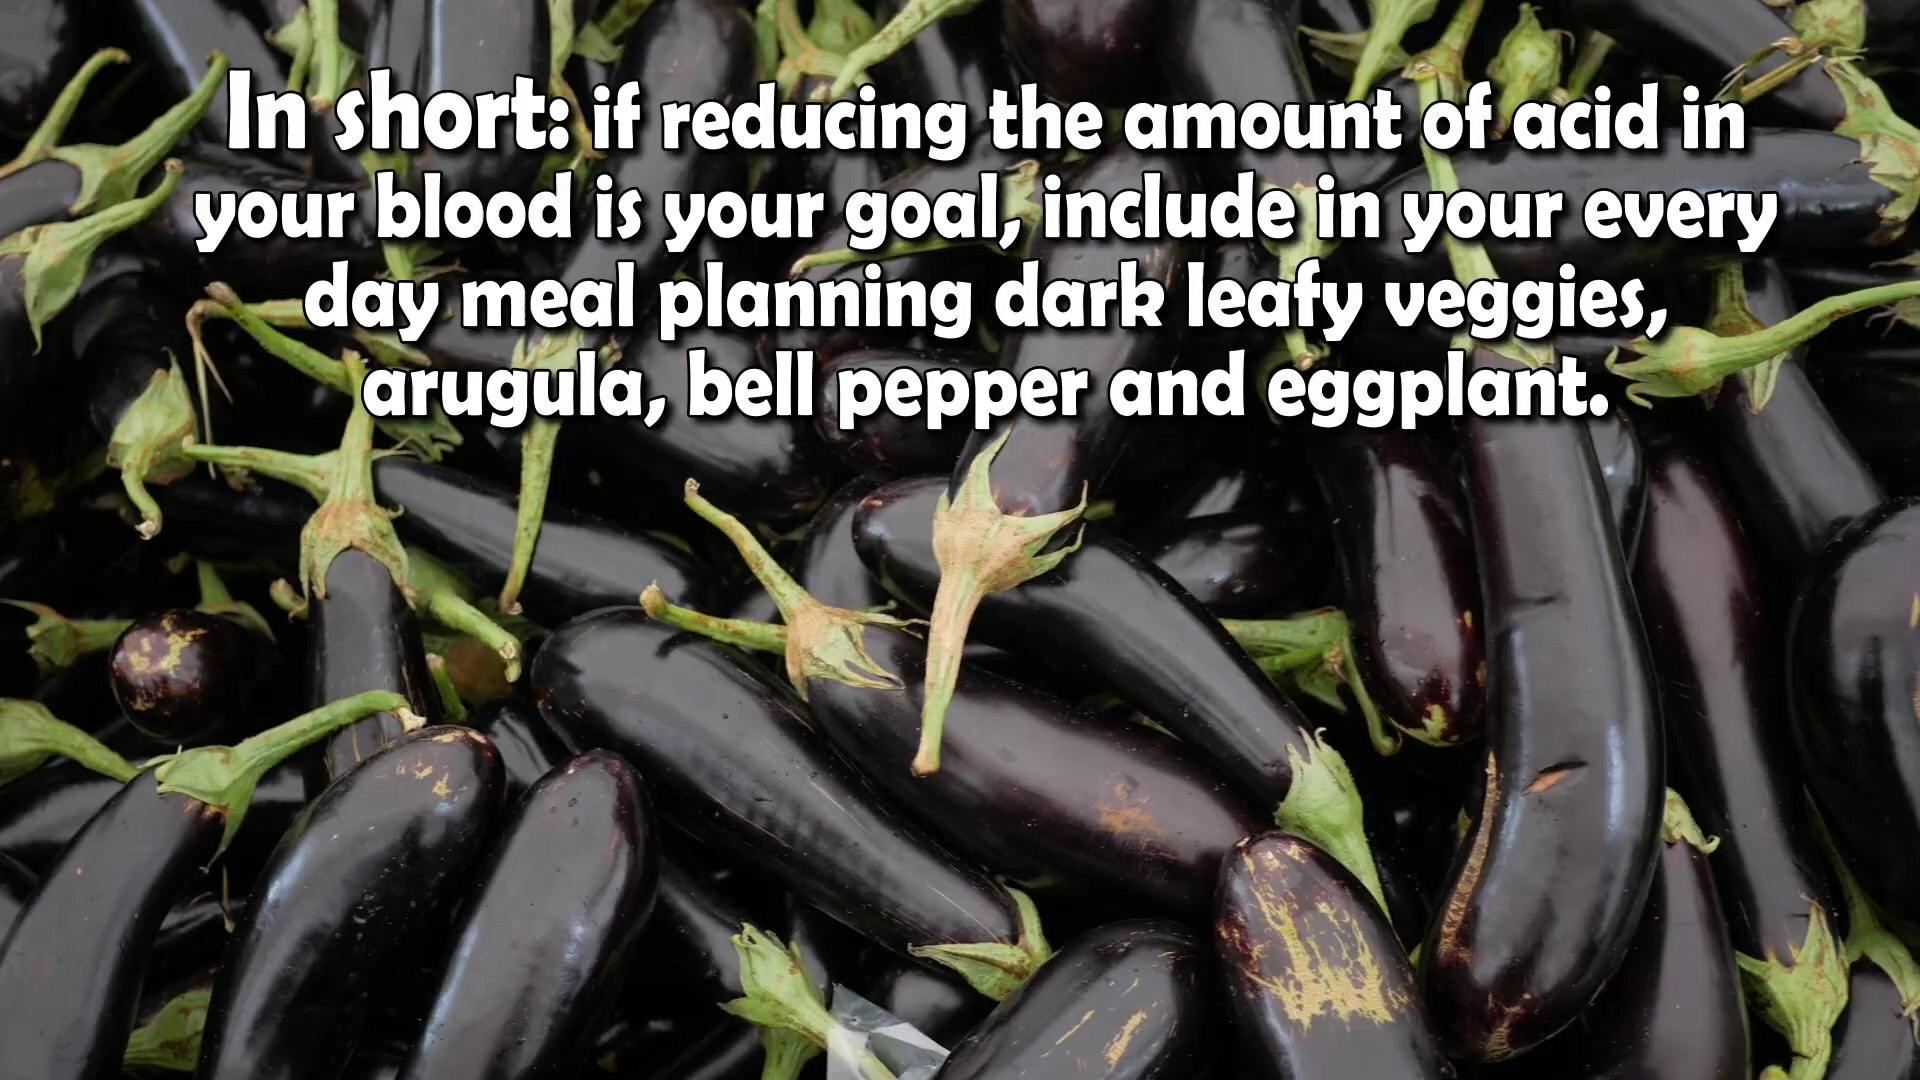 In short: if reducing the amount of acid in
your blood is your goal, include in your every
day meal planning dark leafy veggies,
arugula, bell pepper and eggplant.